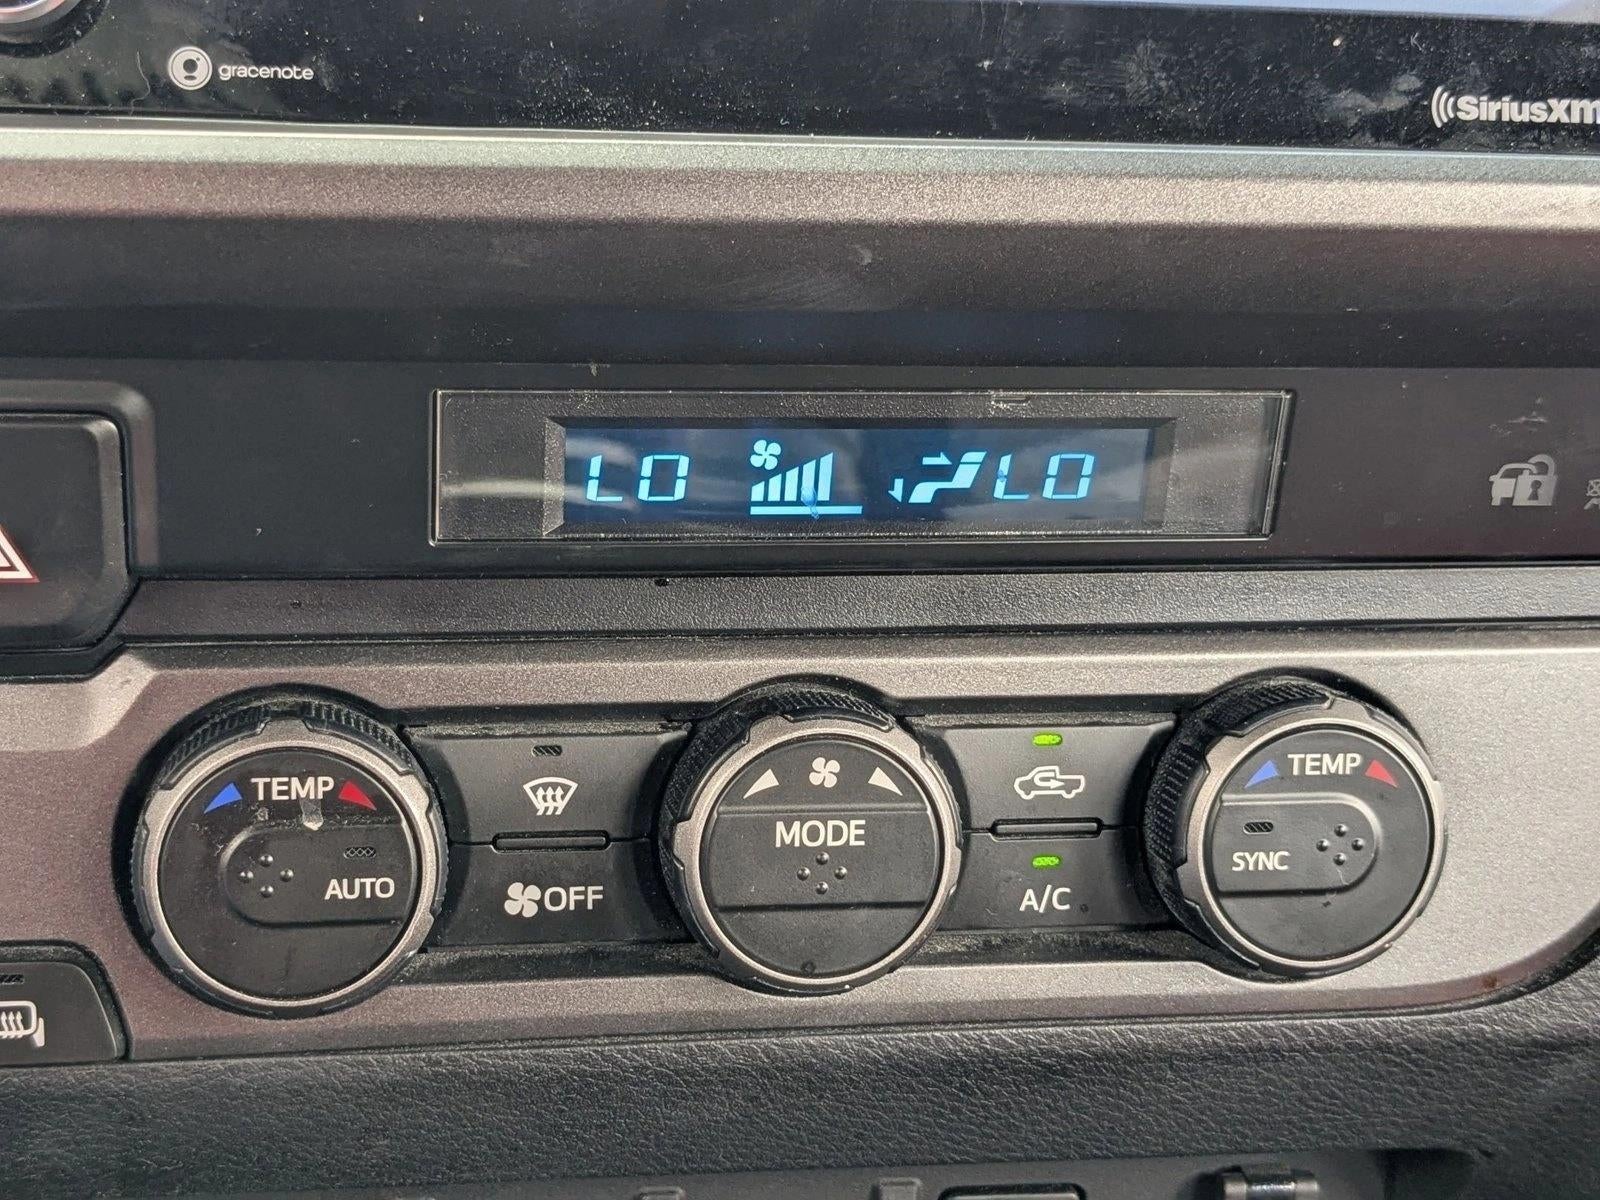 gracenote
SiriusXm
LO LO
TEMP
AUTO
OFF
MODE
A/C
TEMP
SYNC